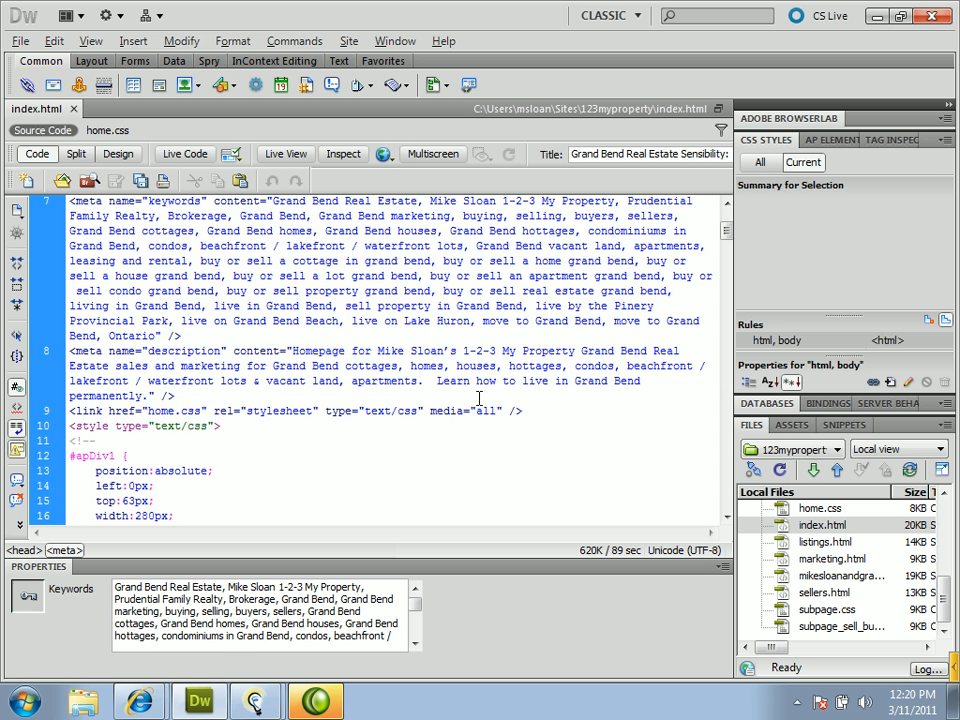 Dw
CLASSIC
CS Live
File Edit View Insert Modify Format Commands Site Window Help
Common Layout Forms Data Spry InContext Editing Text Favorites
index.html
C:\Users\msloan\Sites\123myproperty\index.html
Source Code home.css
Code Split Design Live Code Live View Inspect Multiscreen Title: Grand Bend Real Estate Sensibility:
7 <meta name="keywords" content="Grand Bend Real Estate, Mike Sloan 1-2-3 My Property, Prudential
Family Realty, Brokerage, Grand Bend, Grand Bend marketing, buying, selling, buyers, sellers,
Grand Bend cottages, Grand Bend homes, Grand Bend houses, Grand Bend hottages, condominiums in
Grand Bend, condos, beachfront / lakefront / waterfront lots, Grand Bend vacant land, apartments,
leasing and rental, buy or sell a cottage in grand bend, buy or sell a home grand bend, buy or
sell a house grand bend, buy or sell a lot grand bend, buy or sell an apartment grand bend, buy or
sell condo grand bend, buy or sell property grand bend, buy or sell real estate grand bend,
living in Grand Bend, live in Grand Bend, sell property in Grand Bend, live by the Pinery
Provincial Park, live on Grand Bend Beach, live on Lake Huron, move to Grand Bend, move to Grand
Bend, Ontario" />
8 <meta name="description" content="Homepage for Mike Sloan's 1-2-3 My Property Grand Bend Real
Estate sales and marketing for Grand Bend cottages, homes, houses, hottages, condos, beachfront /
lakefront / waterfront lots & vacant land, apartments.  Learn how to live in Grand Bend
permanently." />
9 <link href="home.css" rel="stylesheet" type="text/css" media="all" />
10 <style type="text/css">
11 <!--
12 #apDiv1 {
13 position:absolute;
14 left:0px;
15 top:63px;
16 width:280px;
<head> <meta>
620K / 89 sec Unicode (UTF-8)
PROPERTIES
Keywords
Grand Bend Real Estate, Mike Sloan 1-2-3 My Property,
Prudential Family Realty, Brokerage, Grand Bend, Grand Bend
marketing, buying, selling, buyers, sellers, Grand Bend
cottages, Grand Bend homes, Grand Bend houses, Grand Bend
hottages, condominiums in Grand Bend, condos, beachfront /
ADOBE BROWSERLAB
CSS STYLES AP ELEMENT TAG INSPEC
All Current
Summary for Selection
Rules
html, body <html>
Properties for "html, body"
DATABASES BINDINGS SERVER BEHA
FILES ASSETS SNIPPETS
123mypropert Local view
Local Files Size T
home.css 8KB S
index.html 20KB S
listings.html 14KB S
marketing.html 13KB S
mikesloanandgra... 19KB S
sellers.html 13KB S
subpage.css 9KB S
subpage_sell_bu... 9KB S
Ready Log...
Dw
12:20 PM
3/11/2011